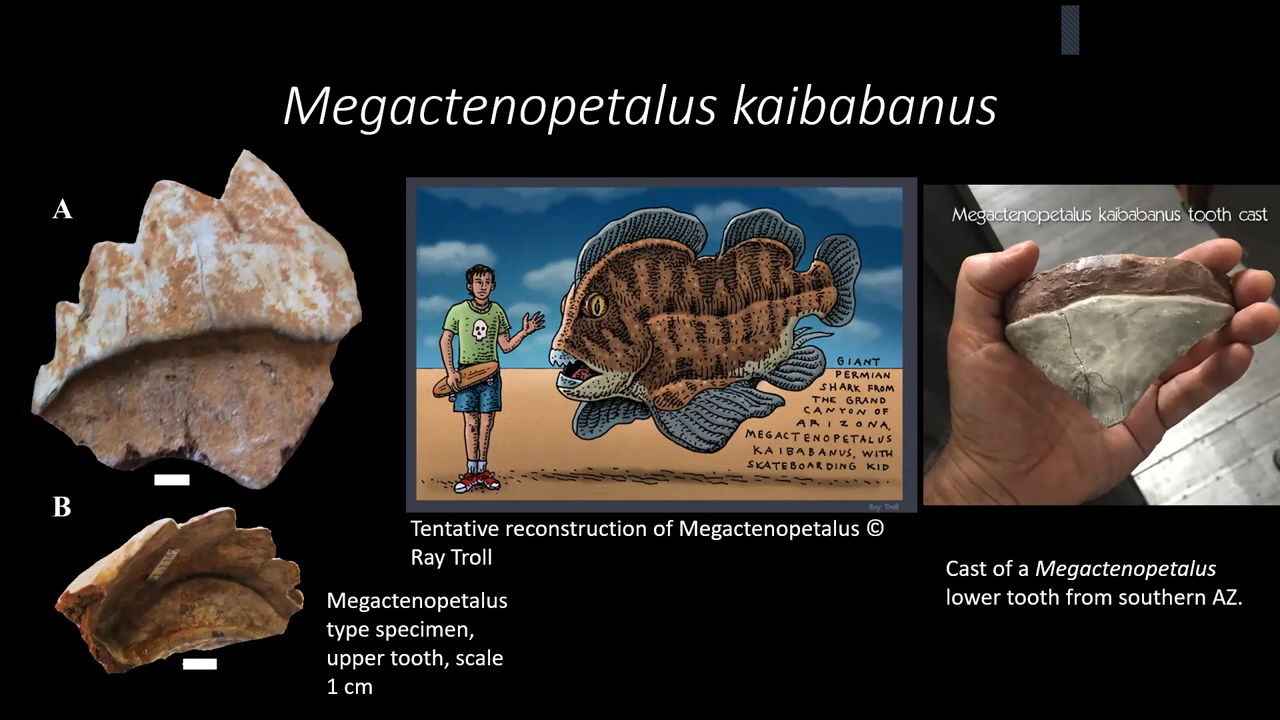 Megactenopetalus kaibabanus
A
B
Megactenopetalus
type specimen,
upper tooth, scale
1 cm
GIANT
PERMIAN
SHARK FROM
THE GRAND
CANYON OF
ARIZONA,
MEGACTENOPETALUS
KAIBABANUS, WITH
SKATEBOARDING KID
Ray Troll
Tentative reconstruction of Megactenopetalus ©
Ray Troll
Megactenopetalus kaibabanus tooth cast
Cast of a Megactenopetalus
lower tooth from southern AZ.